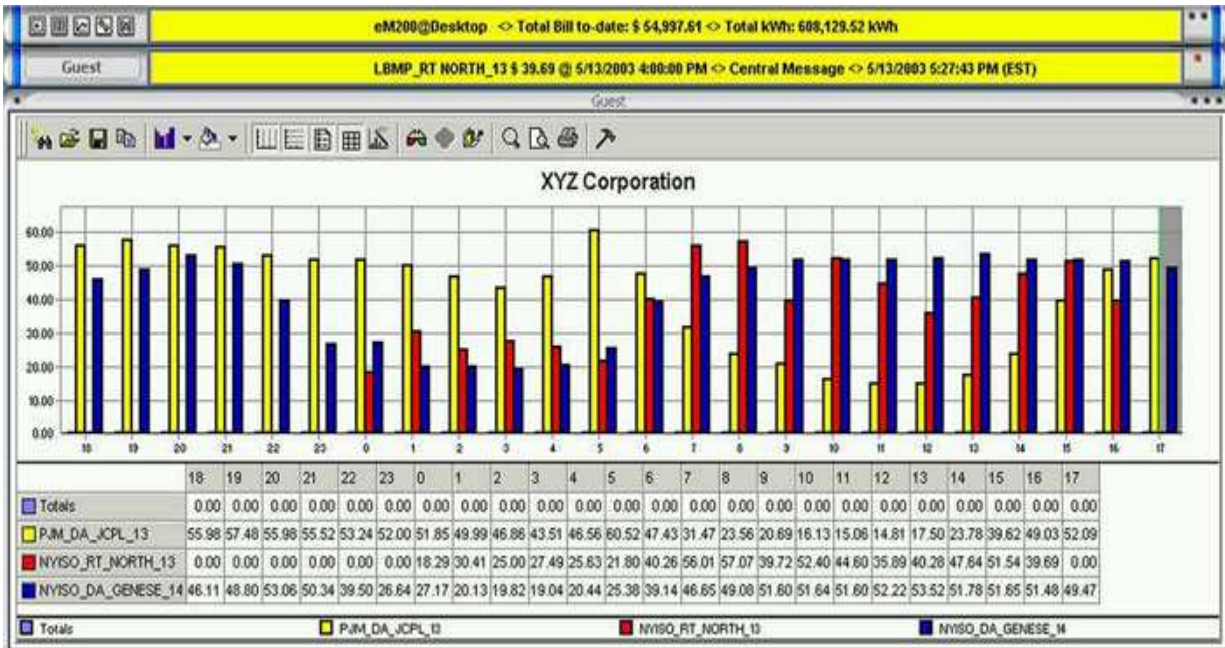 eM200@Desktop <> Total Bill to-date: $ 54,997.61 <> Total kWh: 608,129.52 kWh
Guest
LBMP_RT NORTH_13 $ 39.69 @ 5/13/2003 4:00:00 PM <> Central Message <> 5/13/2003 5:27:43 PM (EST)
Guest
XYZ Corporation
60.00
50.00
40.00
30.00
20.00
10.00
0.00
18 19 20 21 22 23 0 1 2 3 4 5 6 7 8 9 10 11 12 13 14 15 16 17
18 19 20 21 22 23 0 1 2 3 4 5 6 7 8 9 10 11 12 13 14 15 16 17
Totals 0.00 0.00 0.00 0.00 0.00 0.00 0.00 0.00 0.00 0.00 0.00 0.00 0.00 0.00 0.00 0.00 0.00 0.00 0.00 0.00 0.00 0.00 0.00 0.00
PJM_DA_JCPL_13 55.98 57.48 55.98 55.52 53.24 52.00 51.85 49.99 46.86 43.51 46.56 60.52 47.43 31.47 23.56 20.69 16.13 15.06 14.81 17.50 23.78 39.62 49.03 52.09
NYISO_RT_NORTH_13 0.00 0.00 0.00 0.00 0.00 0.00 18.29 30.41 25.00 27.49 25.63 21.80 40.26 56.01 57.07 39.72 52.40 44.60 35.89 40.28 47.64 51.54 39.69 0.00
NYISO_DA_GENESE_14 46.11 48.80 53.06 50.34 39.50 26.64 27.17 20.13 19.82 19.04 20.44 25.38 39.14 46.65 49.08 51.60 51.64 51.60 52.22 53.52 51.78 51.65 51.48 49.47
Totals PJM_DA_JCPL_13 NYISO_RT_NORTH_13 NYISO_DA_GENESE_14